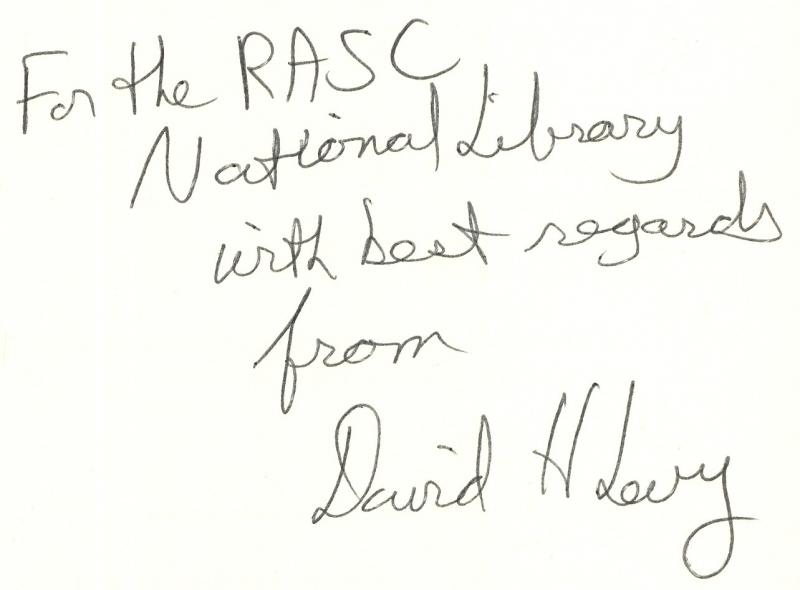 For the RASC
National Library
with best regards
from
David H Levy